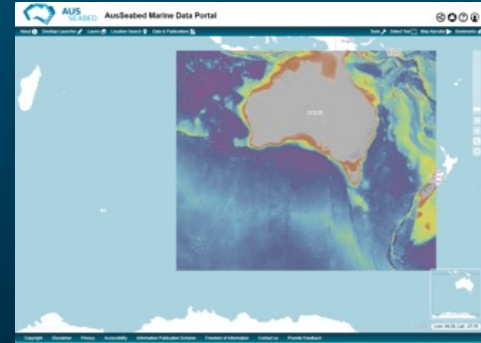 AUS
SEABED
AusSeabed Marine Data Portal
About
Desktop Launcher
Layers
Location Search
Data & Publications
Tools
Select Tool
Map Narrator
Bookmarks
Copyright
Disclaimer
Privacy
Accessibility
Information Publication Scheme
Freedom of Information
Contact us
Provide Feedback